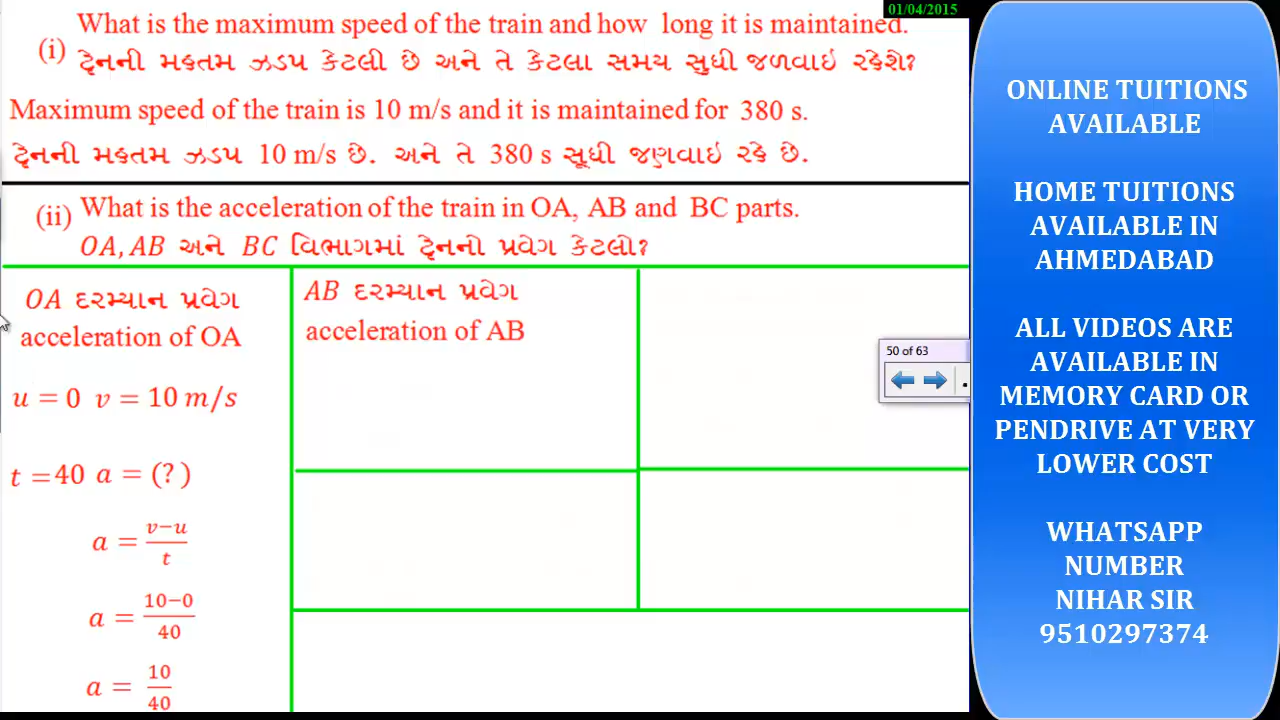 01/04/2015
What is the maximum speed of the train and how long it is maintained.
(i)
ટ્રેનની મહત્તમ ઝડપ કેટલી છે અને તે કેટલા સમય સુધી જળવાઇ રહેશે?
Maximum speed of the train is 10 m/s and it is maintained for 380 s.
ટ્રેનની મહત્તમ ઝડપ 10 m/s છે. અને તે 380 s સૂધી જણવાઇ રહે છે.
(ii) What is the acceleration of the train in OA, AB and BC parts.
OA, AB અને BC વિભાગમાં ટ્રેનનો પ્રવેગ કેટલો?
OA દરમ્યાન પ્રવેગ
acceleration of OA
u = 0 v = 10 m/s
t = 40 a = (?)
a = v−u/t
a = 10−0/40
a = 10/40
AB દરમ્યાન પ્રવેગ
acceleration of AB
50 of 63
ONLINE TUITIONS
AVAILABLE
HOME TUITIONS
AVAILABLE IN
AHMEDABAD
ALL VIDEOS ARE
AVAILABLE IN
MEMORY CARD OR
PENDRIVE AT VERY
LOWER COST
WHATSAPP
NUMBER
NIHAR SIR
9510297374